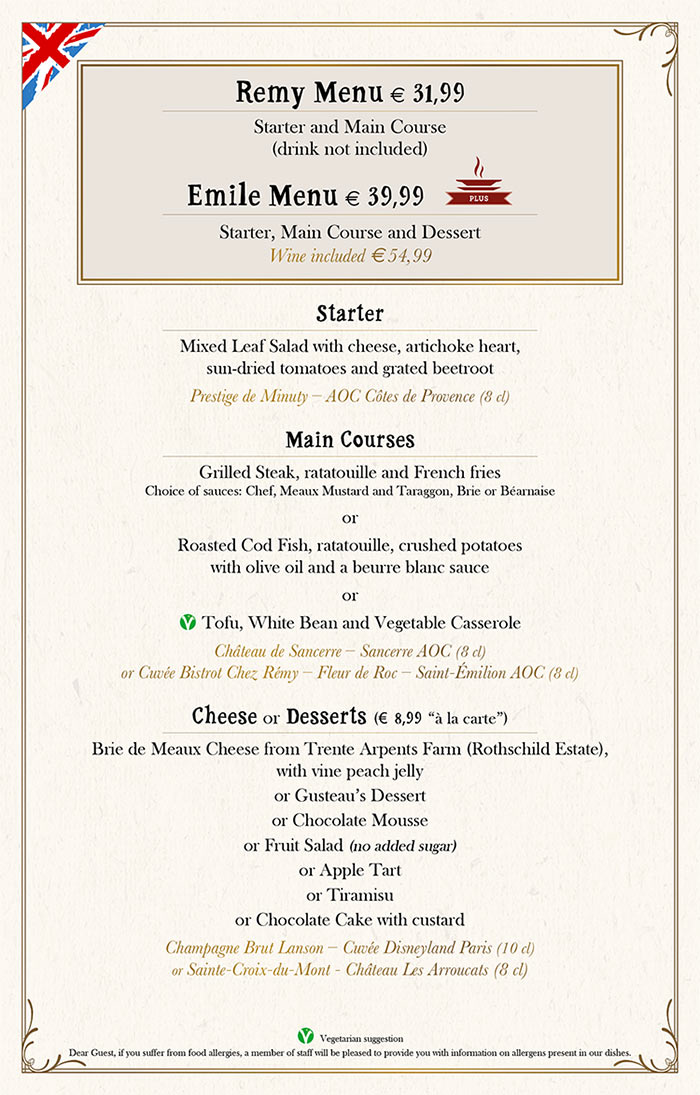 Remy Menu € 31,99
Starter and Main Course
(drink not included)
Emile Menu € 39,99
PLUS
Starter, Main Course and Dessert
Wine included €54,99
Starter
Mixed Leaf Salad with cheese, artichoke heart,
sun-dried tomatoes and grated beetroot
Prestige de Minuty – AOC Côtes de Provence (8 cl)
Main Courses
Grilled Steak, ratatouille and French fries
Choice of sauces: Chef, Meaux Mustard and Taraggon, Brie or Béarnaise
or
Roasted Cod Fish, ratatouille, crushed potatoes
with olive oil and a beurre blanc sauce
or
V Tofu, White Bean and Vegetable Casserole
Château de Sancerre – Sancerre AOC (8 cl)
or Cuvée Bistrot Chez Rémy – Fleur de Roc – Saint-Émilion AOC (8 cl)
Cheese or Desserts (€ 8,99 “à la carte”)
Brie de Meaux Cheese from Trente Arpents Farm (Rothschild Estate),
with vine peach jelly
or Gusteau’s Dessert
or Chocolate Mousse
or Fruit Salad (no added sugar)
or Apple Tart
or Tiramisu
or Chocolate Cake with custard
Champagne Brut Lanson – Cuvée Disneyland Paris (10 cl)
or Sainte-Croix-du-Mont - Château Les Arroucats (8 cl)
V Vegetarian suggestion
Dear Guest, if you suffer from food allergies, a member of staff will be pleased to provide you with information on allergens present in our dishes.